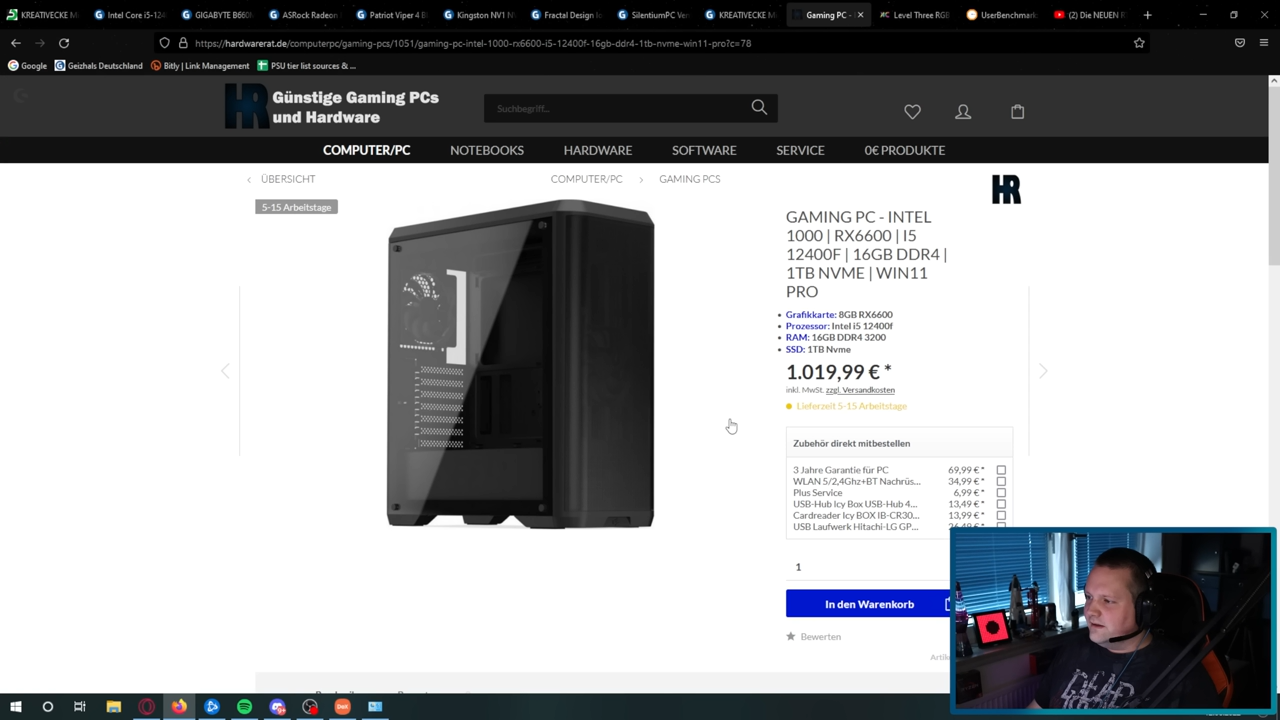 KREATIVECKE M
Intel Core i5-124
GIGABYTE B660M
ASRock Radeon
Patriot Viper 4 B
Kingston NV1 N
Fractal Design
SilentiumPC Ver
KREATIVECKE M
Gaming PC -
Level Three RGB
UserBenchmark
(2) Die NEUEN R
https://hardwarerat.de/computerpc/gaming-pcs/1051/gaming-pc-intel-1000-rx6600-i5-12400f-16gb-ddr4-1tb-nvme-win11-pro?c=78
Google
Geizhals Deutschland
Bitly | Link Management
PSU tier list sources & ...
HR Günstige Gaming PCs
und Hardware
Suchbegriff...
COMPUTER/PC
NOTEBOOKS
HARDWARE
SOFTWARE
SERVICE
0€ PRODUKTE
ÜBERSICHT
COMPUTER/PC
GAMING PCS
5-15 Arbeitstage
HR
GAMING PC - INTEL
1000 | RX6600 | I5
12400F | 16GB DDR4 |
1TB NVME | WIN11
PRO
Grafikkarte: 8GB RX6600
Prozessor: Intel i5 12400f
RAM: 16GB DDR4 3200
SSD: 1TB Nvme
1.019,99 € *
inkl. MwSt. zzgl. Versandkosten
Lieferzeit 5-15 Arbeitstage
Zubehör direkt mitbestellen
3 Jahre Garantie für PC 69,99 € *
WLAN 5/2,4Ghz+BT Nachrüs... 34,99 € *
Plus Service 6,99 € *
USB-Hub Icy Box USB-Hub 4... 13,49 € *
Cardreader Icy BOX IB-CR30... 13,99 € *
USB Laufwerk Hitachi-LG GP...
1
In den Warenkorb
Bewerten
Artik
DEAD